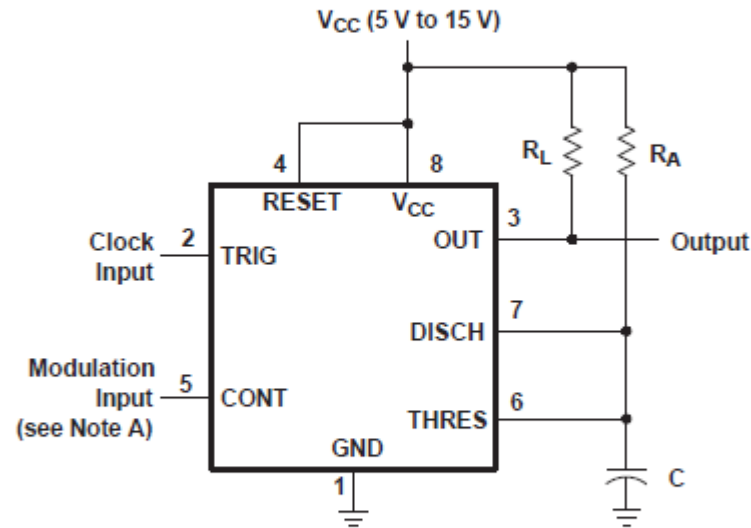 VCC (5 V to 15 V)
4
8
RL
RA
RESET
VCC
3
Clock
Input
2
TRIG
OUT
Output
7
DISCH
Modulation
Input
(see Note A)
5
CONT
6
THRES
GND
1
C